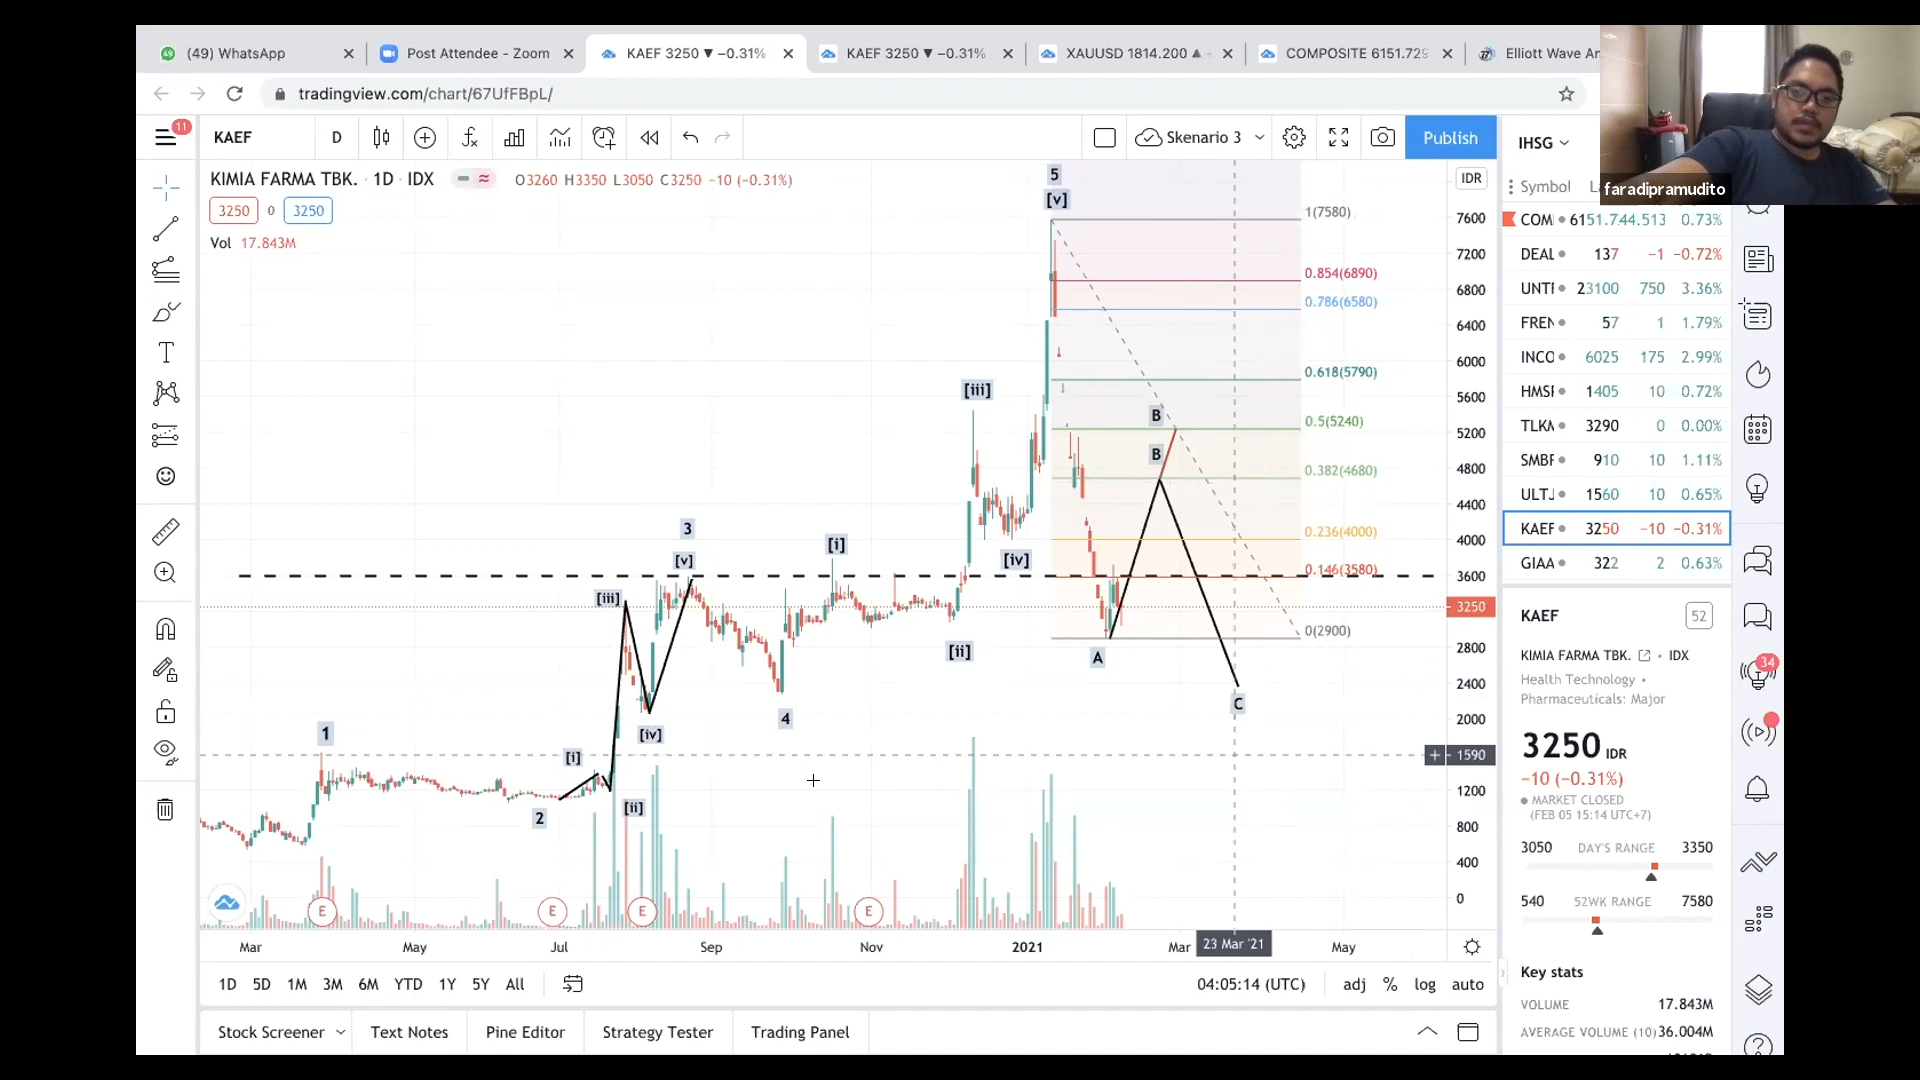 (49) WhatsApp
Post Attendee - Zoom
KAEF 3250 ▼ −0.31%
KAEF 3250 ▼ −0.31%
XAUUSD 1814.200 ▲
COMPOSITE 6151.729
Elliott Wave An
tradingview.com/chart/67UfFBpL/
faradipramudito
11
KAEF
D
Skenario 3
Publish
IHSG
KIMIA FARMA TBK. · 1D · IDX
O3260 H3350 L3050 C3250 −10 (−0.31%)
3250 0 3250
Vol 17.843M
IDR
7600
7200
6800
6400
6000
5600
5200
4800
4400
4000
3600
3250
2800
2400
2000
1590
1200
800
400
0
1(7580)
0.854(6890)
0.786(6580)
0.618(5790)
0.5(5240)
0.382(4680)
0.236(4000)
0.146(3580)
0(2900)
5
[v]
[iii]
B
B
3
[v]
[i]
[iv]
[iii]
[ii]
A
C
4
[iv]
1
[i]
2
[ii]
E
E
E
E
Mar
May
Jul
Sep
Nov
2021
Mar
23 Mar '21
May
1D 5D 1M 3M 6M YTD 1Y 5Y All
04:05:14 (UTC)
adj % log auto
Stock Screener
Text Notes
Pine Editor
Strategy Tester
Trading Panel
Symbol
COM 6151.744.513 0.73%
DEAL 137 −1 −0.72%
UNTR 23100 750 3.36%
FREN 57 1 1.79%
INCO 6025 175 2.99%
HMSP 1405 10 0.72%
TLKM 3290 0 0.00%
SMBR 910 10 1.11%
ULTJ 1560 10 0.65%
KAEF 3250 −10 −0.31%
GIAA 322 2 0.63%
KAEF
52
KIMIA FARMA TBK. • IDX
Health Technology •
Pharmaceuticals: Major
3250 IDR
−10 (−0.31%)
MARKET CLOSED
(FEB 05 15:14 UTC+7)
3050 DAY'S RANGE 3350
540 52WK RANGE 7580
Key stats
VOLUME 17.843M
AVERAGE VOLUME (10) 36.004M
34